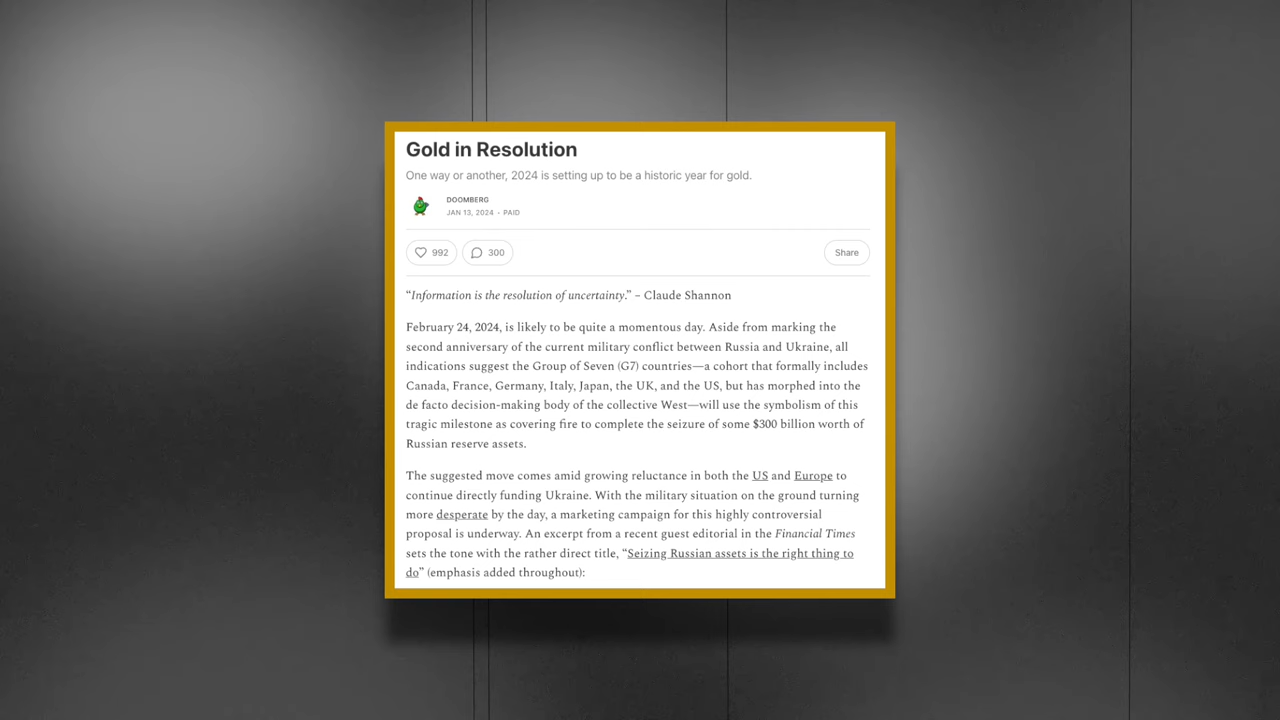 Gold in Resolution
One way or another, 2024 is setting up to be a historic year for gold.
DOOMBERG
JAN 13, 2024 • PAID
992
300
Share
“Information is the resolution of uncertainty.” – Claude Shannon
February 24, 2024, is likely to be quite a momentous day. Aside from marking the
second anniversary of the current military conflict between Russia and Ukraine, all
indications suggest the Group of Seven (G7) countries—a cohort that formally includes
Canada, France, Germany, Italy, Japan, the UK, and the US, but has morphed into the
de facto decision-making body of the collective West—will use the symbolism of this
tragic milestone as covering fire to complete the seizure of some $300 billion worth of
Russian reserve assets.
The suggested move comes amid growing reluctance in both the US and Europe to
continue directly funding Ukraine. With the military situation on the ground turning
more desperate by the day, a marketing campaign for this highly controversial
proposal is underway. An excerpt from a recent guest editorial in the Financial Times
sets the tone with the rather direct title, “Seizing Russian assets is the right thing to
do” (emphasis added throughout):